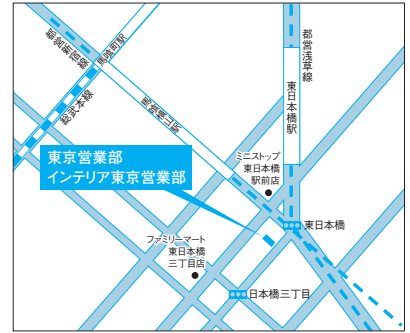 都営新宿線
馬喰町駅
総武本線
馬喰横山駅
都営浅草線
東日本橋駅
東京営業部
インテリア東京営業部
ミニストップ
東日本橋
駅前店
東日本橋
ファミリーマート
東日本橋
三丁目店
日本橋三丁目